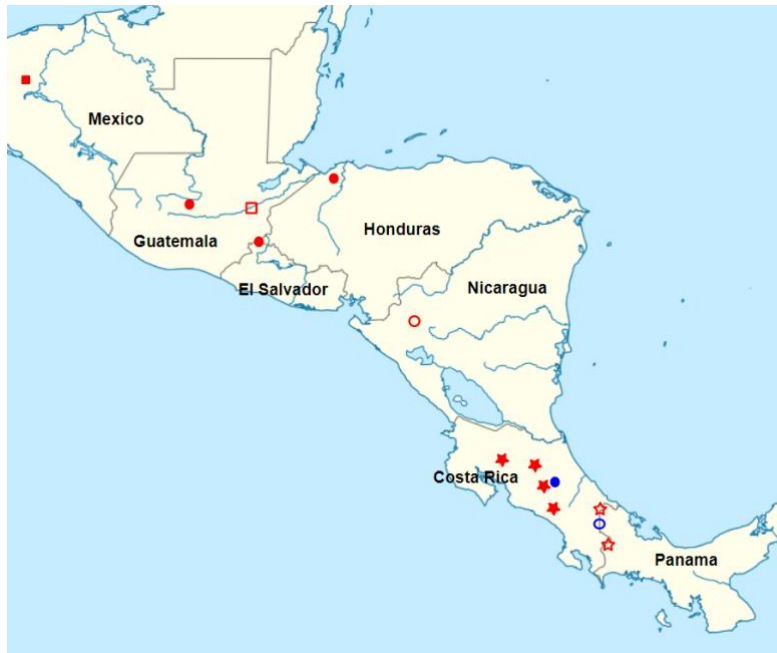 Mexico
Guatemala
Honduras
El Salvador
Nicaragua
Costa Rica
Panama